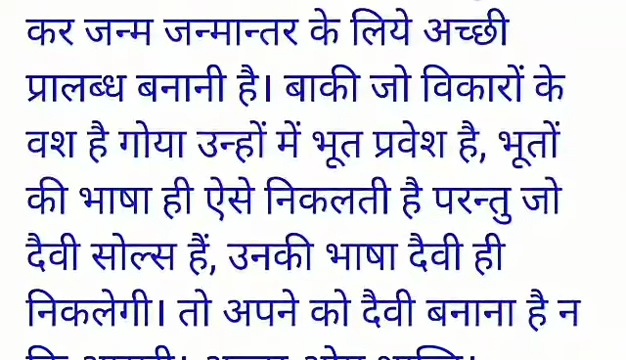 कर जन्म जन्मान्तर के लिये अच्छी
प्रालब्ध बनानी है। बाकी जो विकारों के
वश है गोया उन्हों में भूत प्रवेश है, भूतों
की भाषा ही ऐसे निकलती है परन्तु जो
दैवी सोल्स हैं, उनकी भाषा दैवी ही
निकलेगी। तो अपने को दैवी बनाना है न